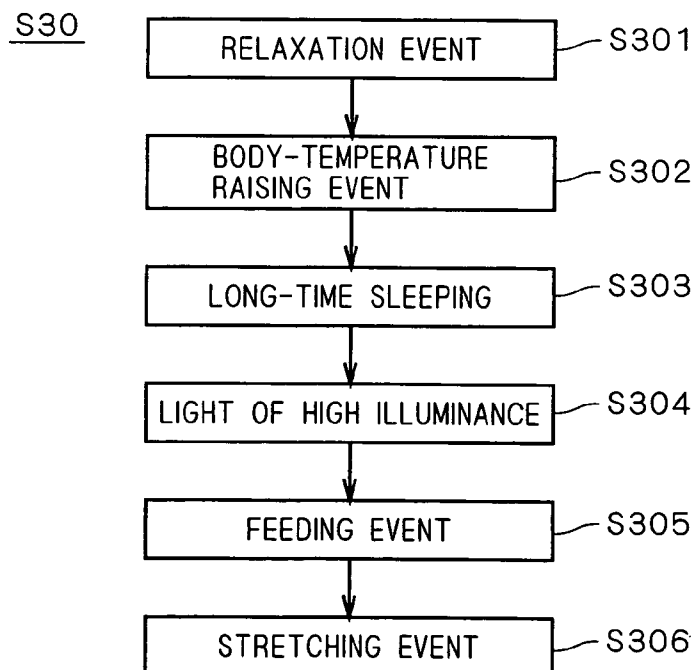 S30
RELAXATION EVENT
S301
BODY-TEMPERATURE
RAISING EVENT
S302
LONG-TIME SLEEPING
S303
LIGHT OF HIGH ILLUMINANCE
S304
FEEDING EVENT
S305
STRETCHING EVENT
S306